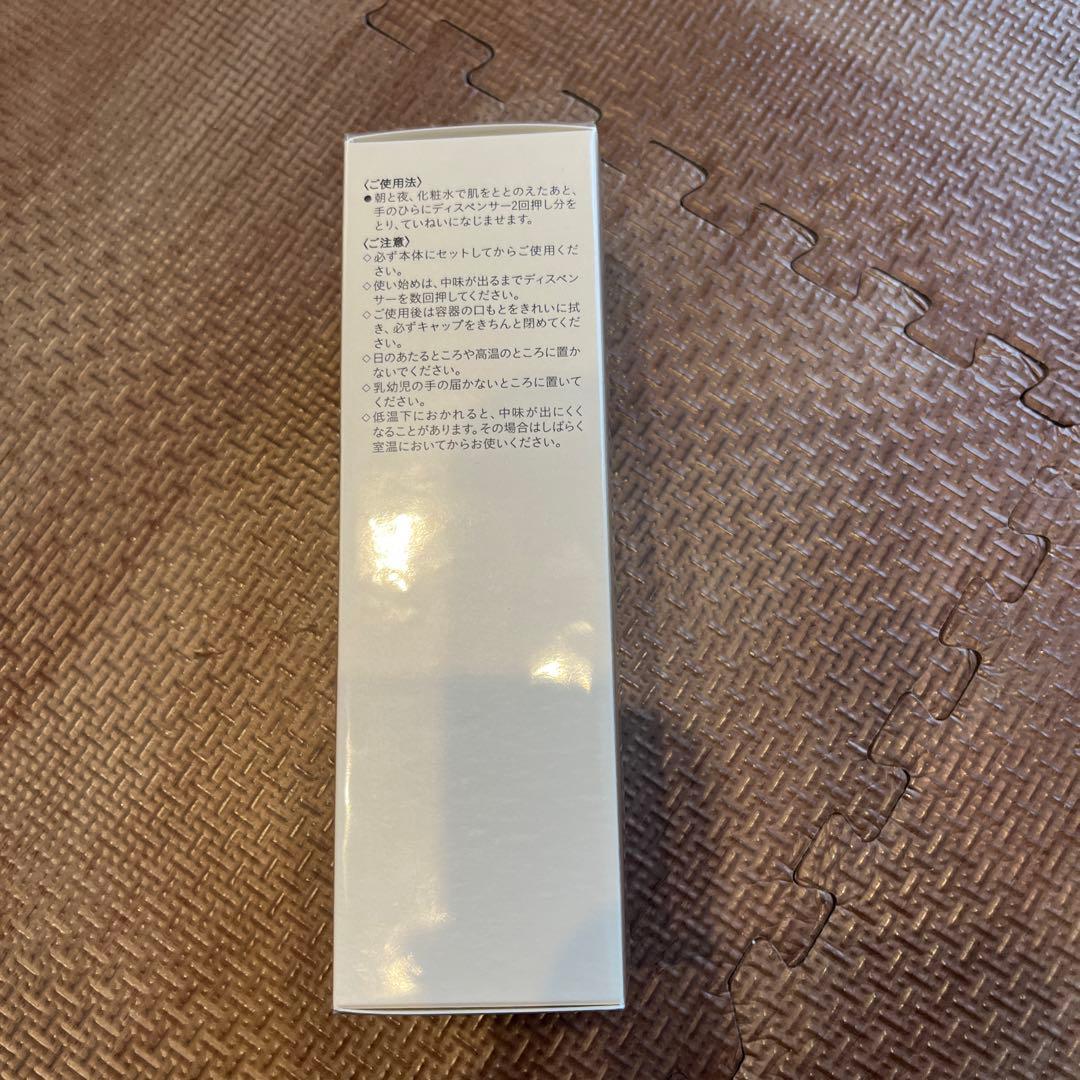 〈ご使用法〉
●朝と夜、化粧水で肌をととのえたあと、
手のひらにディスペンサー2回押し分を
とり、ていねいになじませます。
〈ご注意〉
◇必ず本体にセットしてからご使用くだ
さい。
◇使い始めは、中味が出るまでディスペン
サーを数回押してください。
◇ご使用後は容器の口もとをきれいに拭
き、必ずキャップをきちんと閉めてくだ
さい。
◇日のあたるところや高温のところに置か
ないでください。
◇乳幼児の手の届かないところに置いて
ください。
◇低温下におかれると、中味が出にくく
なることがあります。その場合はしばらく
室温においてからお使いください。